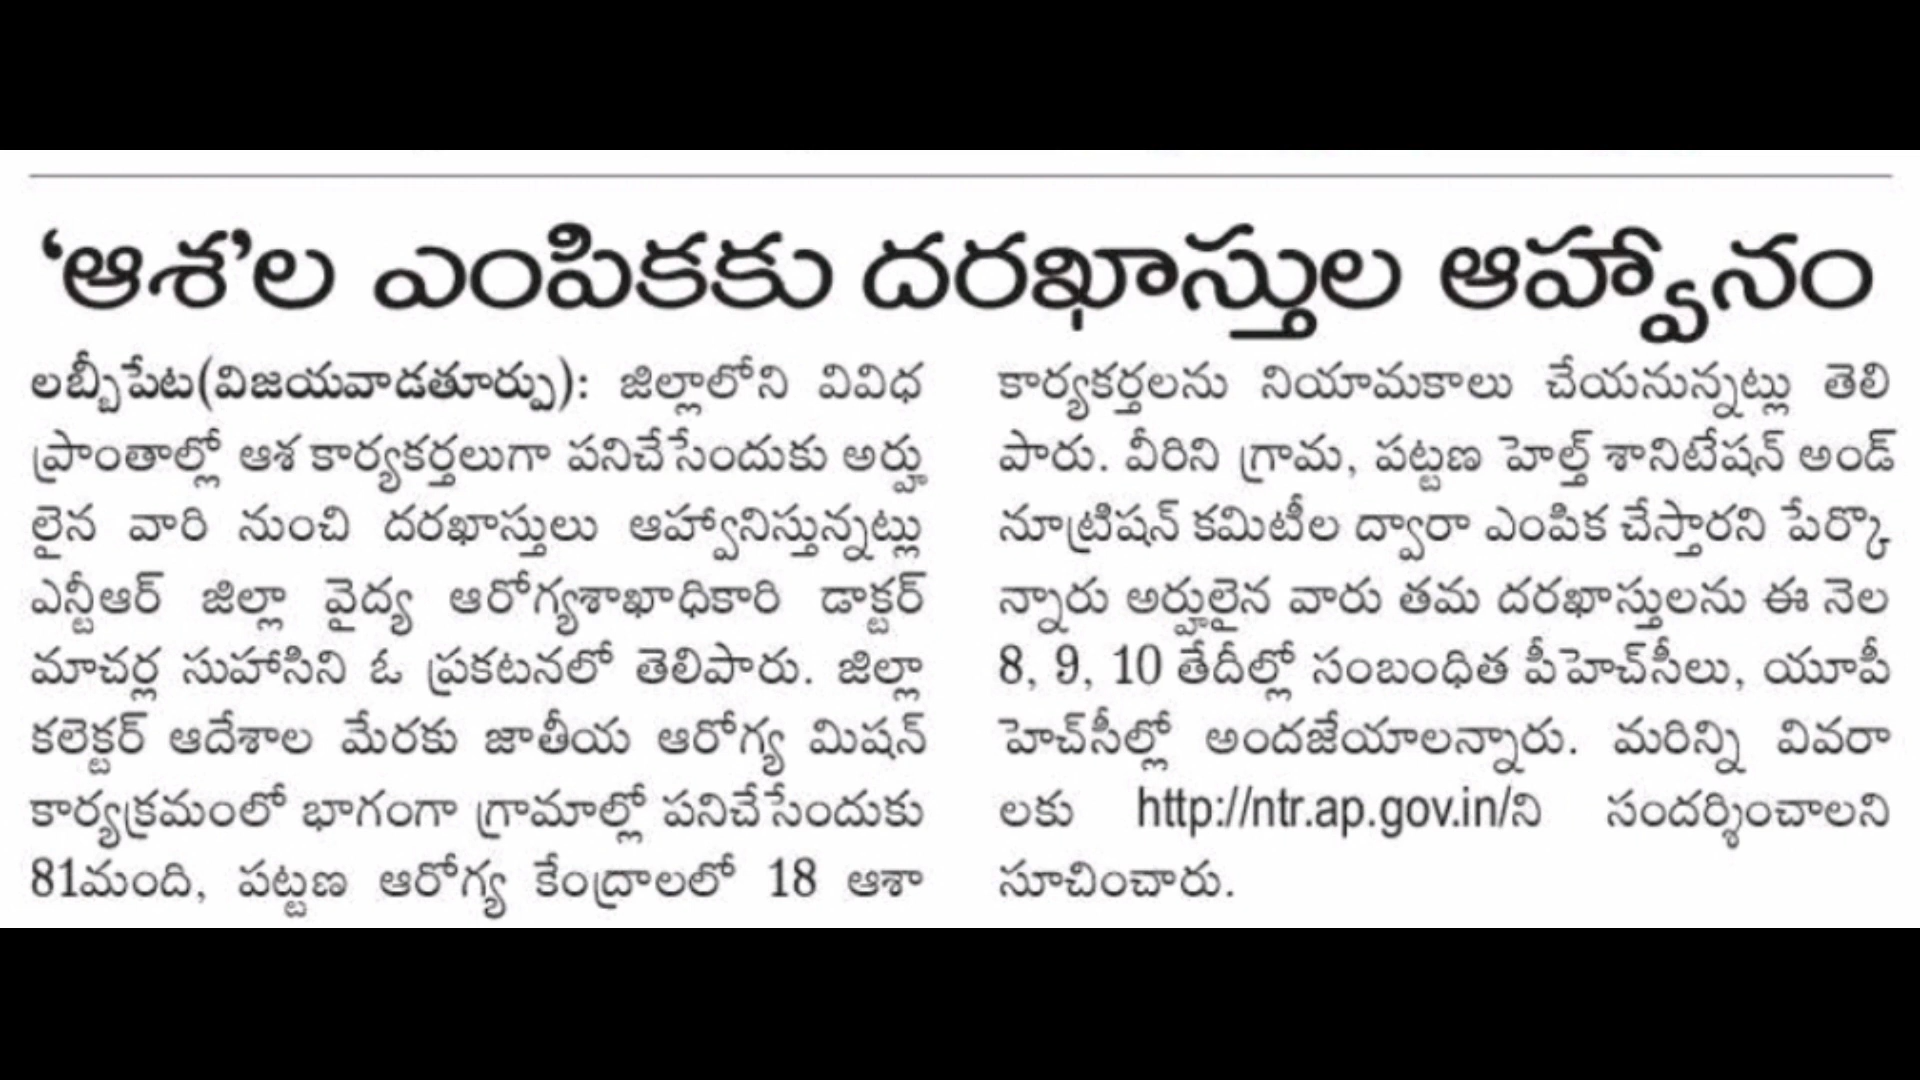 ‘ఆశ’ల ఎంపికకు దరఖాస్తుల ఆహ్వానం
లబ్బీపేట(విజయవాడతూర్పు): జిల్లాలోని వివిధ
ప్రాంతాల్లో ఆశ కార్యకర్తలుగా పనిచేసేందుకు అర్హు
లైన వారి నుంచి దరఖాస్తులు ఆహ్వానిస్తున్నట్లు
ఎన్టీఆర్ జిల్లా వైద్య ఆరోగ్యశాఖాధికారి డాక్టర్
మాచర్ల సుహాసిని ఓ ప్రకటనలో తెలిపారు. జిల్లా
కలెక్టర్ ఆదేశాల మేరకు జాతీయ ఆరోగ్య మిషన్
కార్యక్రమంలో భాగంగా గ్రామాల్లో పనిచేసేందుకు
81మంది, పట్టణ ఆరోగ్య కేంద్రాలలో 18 ఆశా
కార్యకర్తలను నియామకాలు చేయనున్నట్లు తెలి
పారు. వీరిని గ్రామ, పట్టణ హెల్త్ శానిటేషన్ అండ్
నూట్రిషన్ కమిటీల ద్వారా ఎంపిక చేస్తారని పేర్కొ
న్నారు అర్హులైన వారు తమ దరఖాస్తులను ఈ నెల
8, 9, 10 తేదీల్లో సంబంధిత పీహెచ్‌సీలు, యూపీ
హెచ్‌సీల్లో అందజేయాలన్నారు. మరిన్ని వివరా
లకు http://ntr.ap.gov.in/ని సందర్శించాలని
సూచించారు.